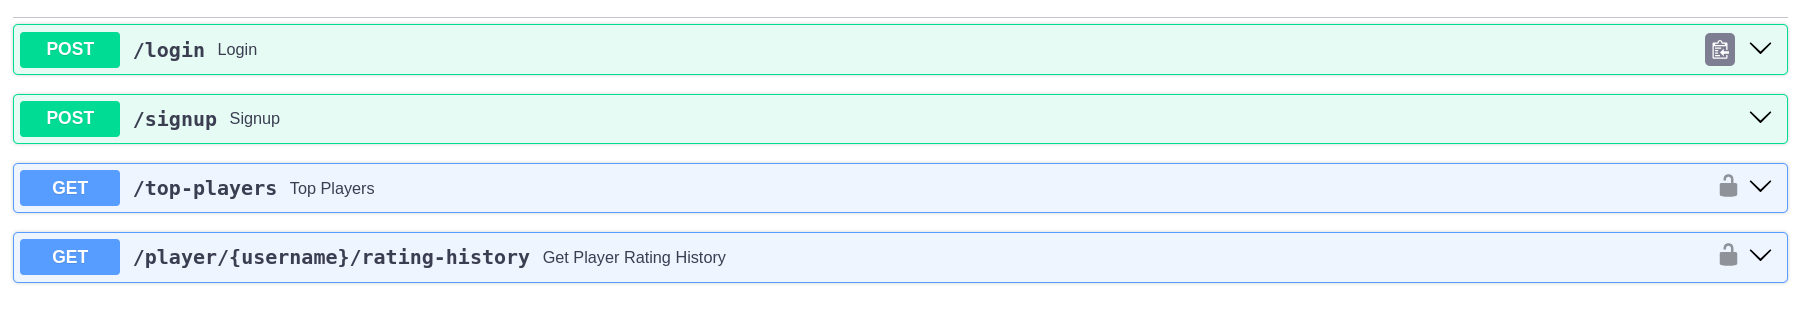 POST /login Login
POST /signup Signup
GET /top-players Top Players
GET /player/{username}/rating-history Get Player Rating History